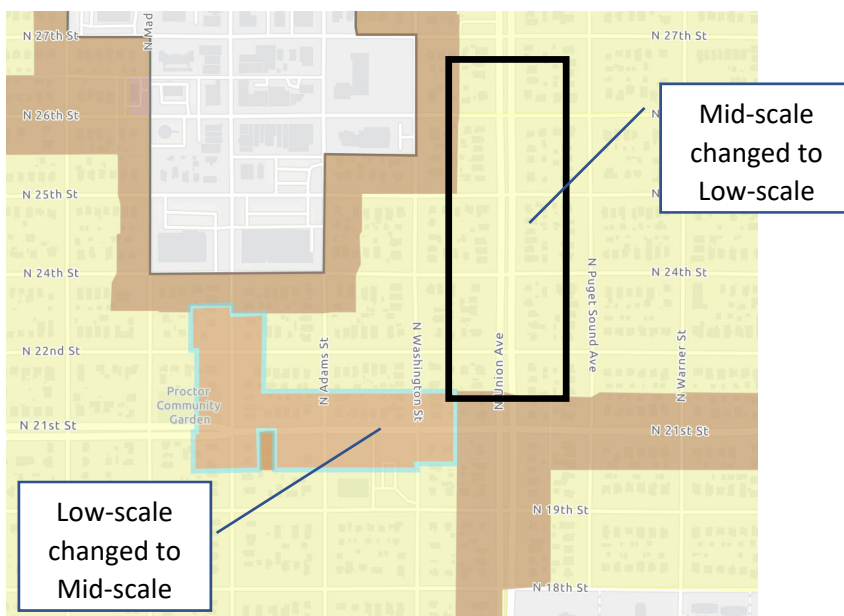 N 27th St
N Mad
N 27th St
N 26th St
N
Mid-scale
changed to
Low-scale
N 25th St
N
N 24th St
N Puget Sound Ave
N 24th St
N 22nd St
N Adams St
N Washington St
N Union Ave
N Warner St
Proctor
Community
Garden
N 21st St
N 21st St
Low-scale
changed to
Mid-scale
N 19th St
N 18th St